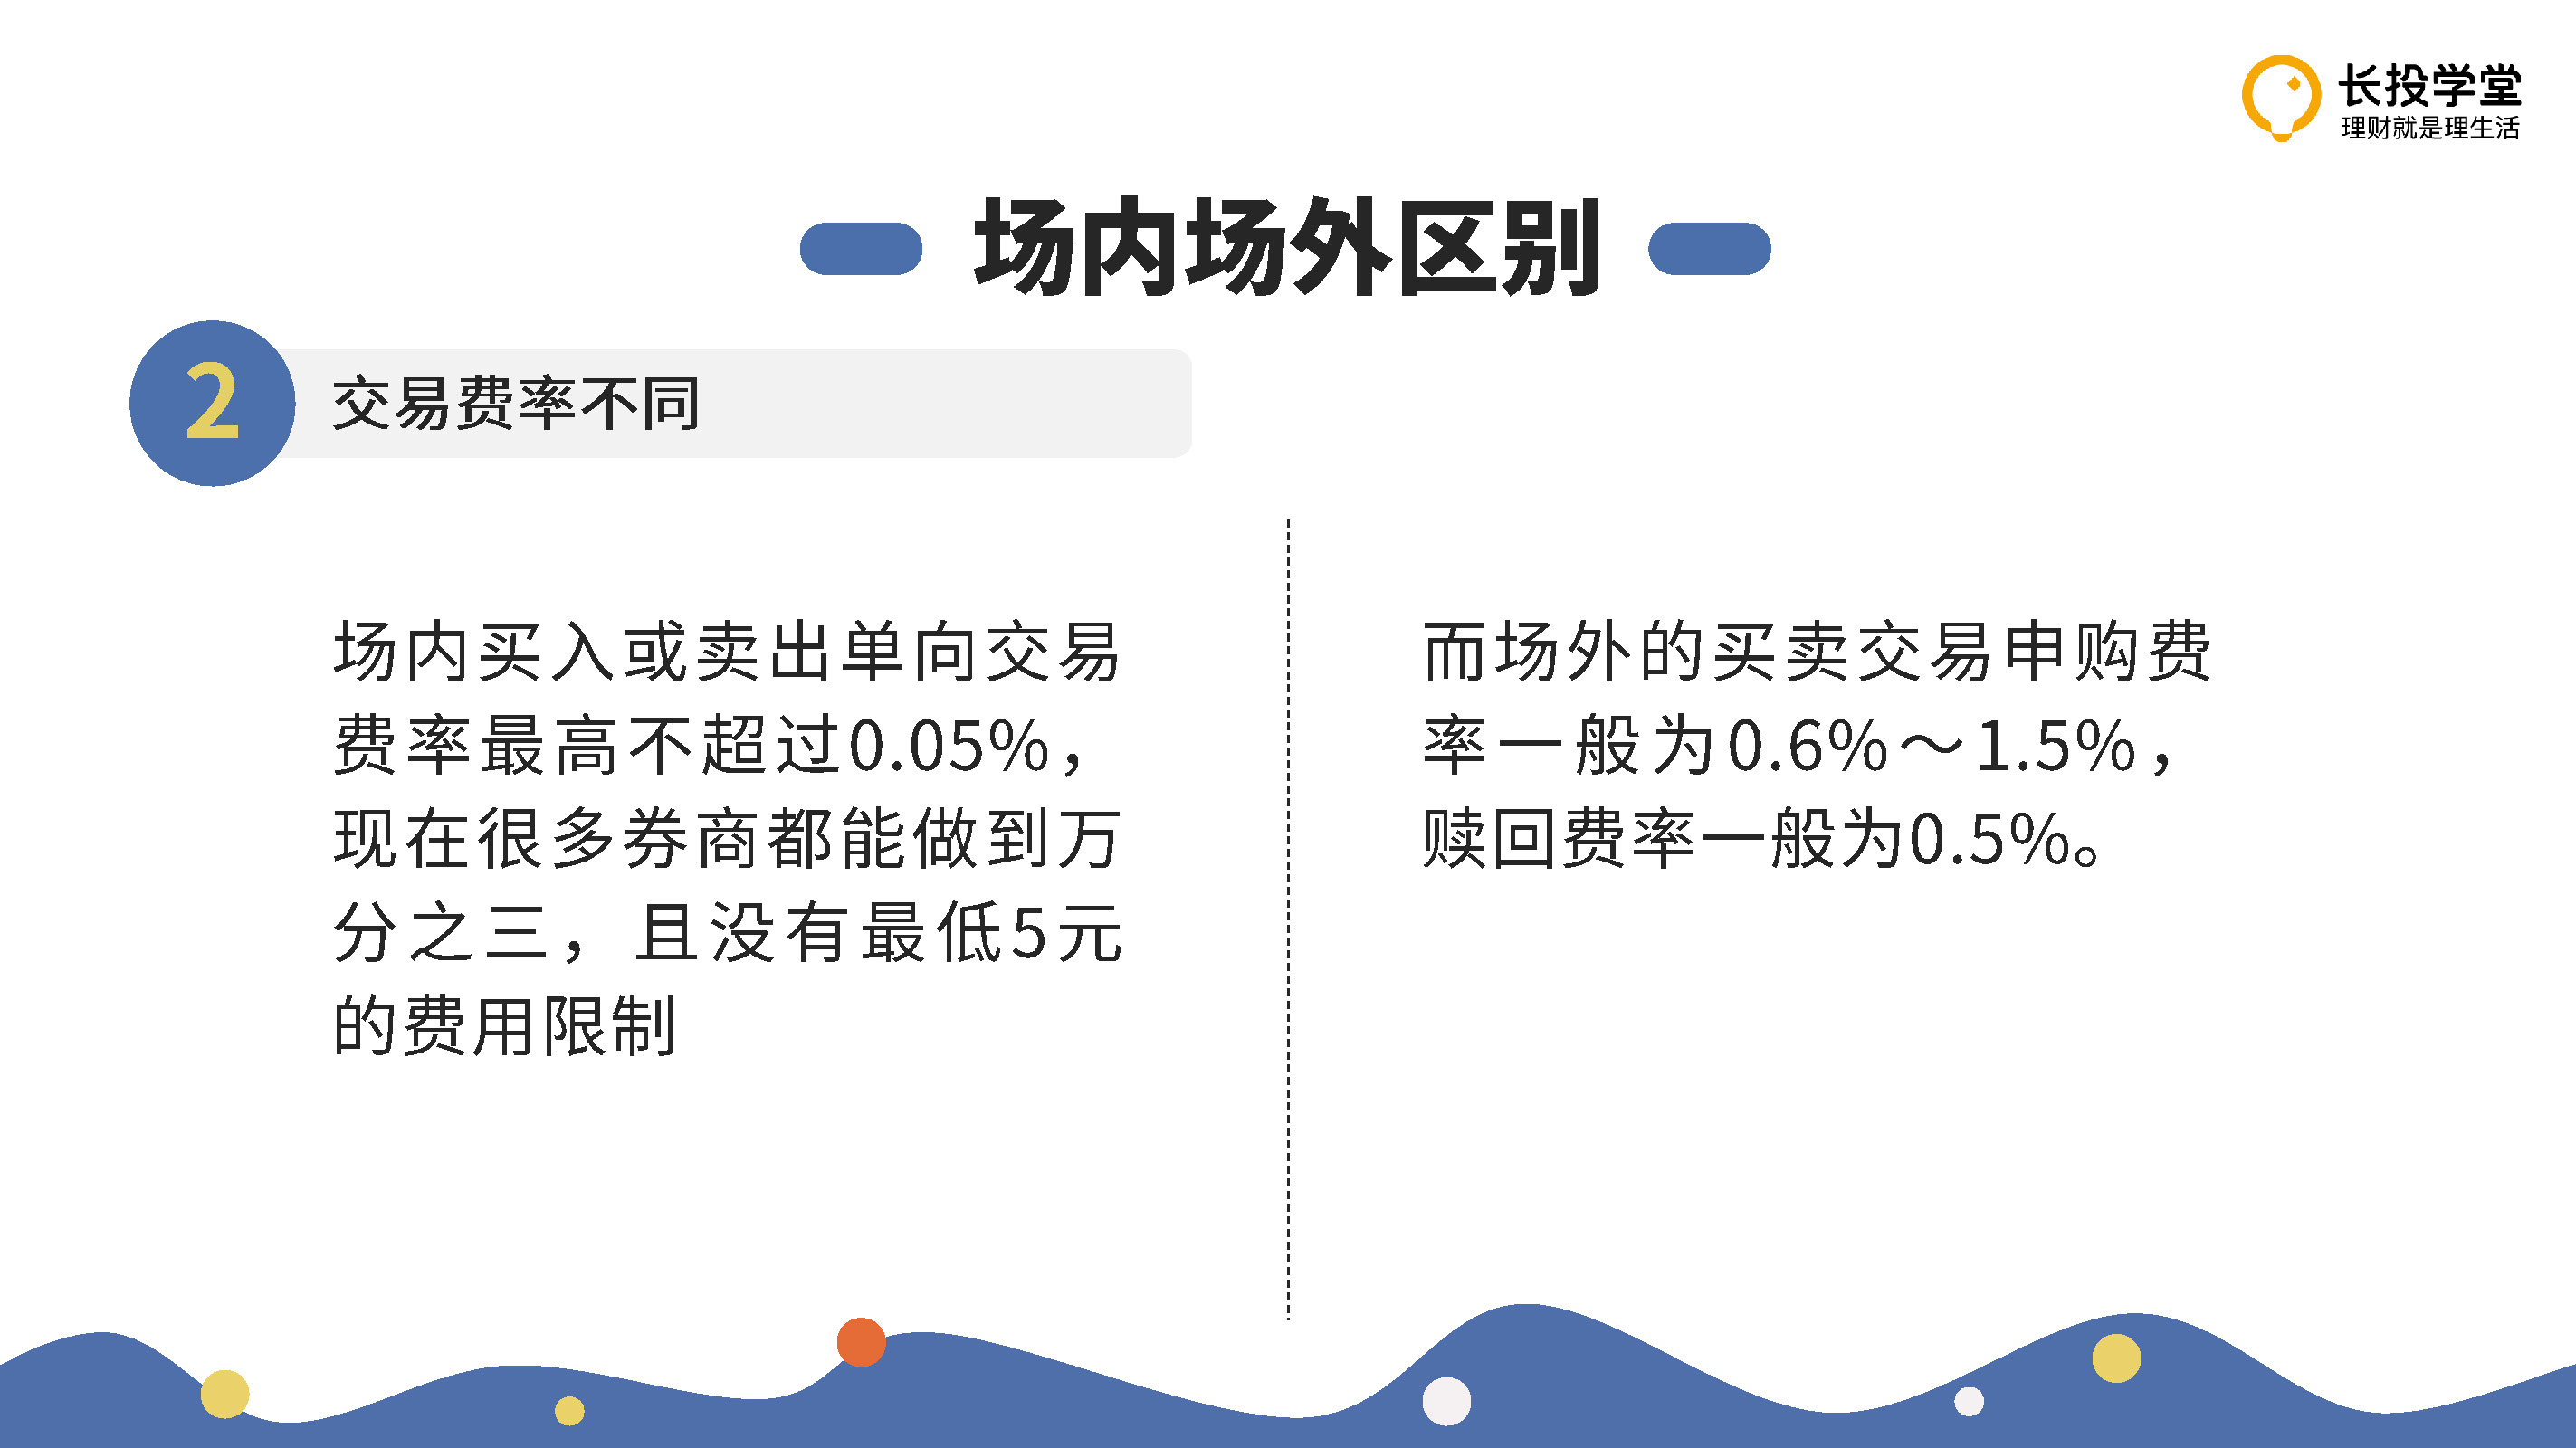 长投学堂
理财就是理生活
场内场外区别
2
交易费率不同
场内买入或卖出单向交易
费率最高不超过0.05%，
现在很多券商都能做到万
分之三，且没有最低5元
的费用限制
而场外的买卖交易申购费
率一般为0.6%～1.5%，
赎回费率一般为0.5%。